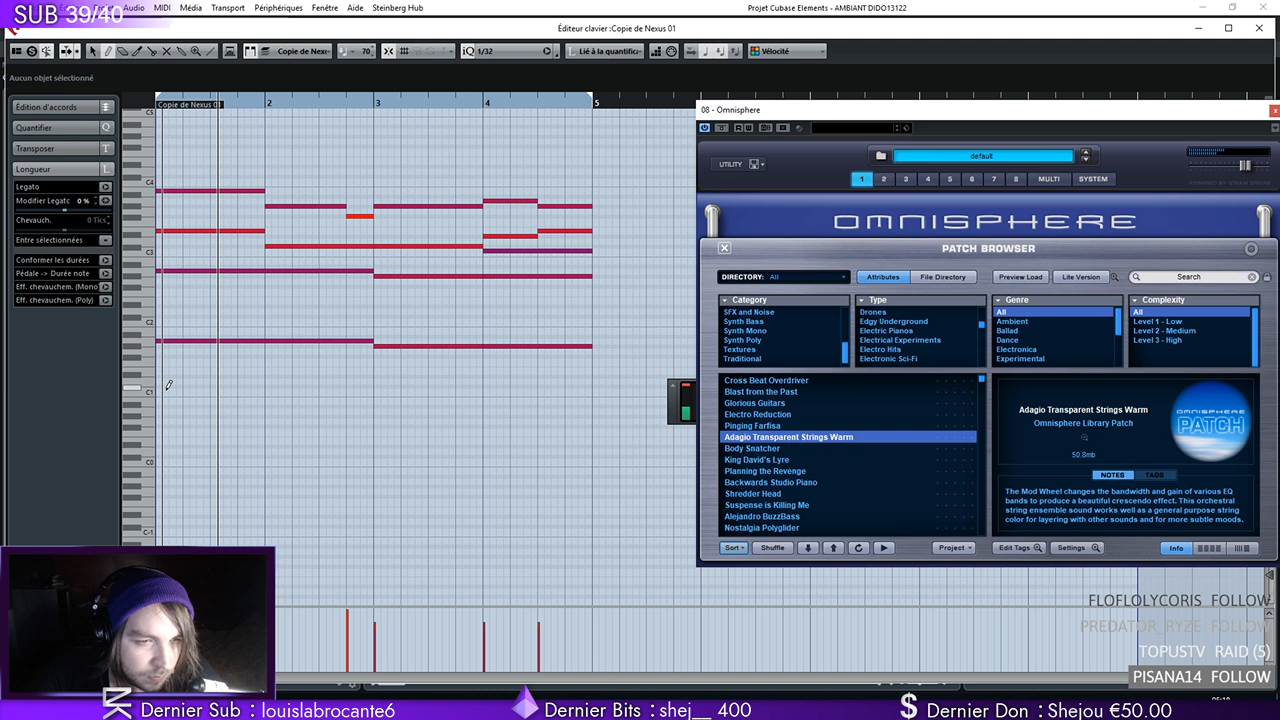 SUB 39/40
Audio MIDI Média Transport Périphériques Fenêtre Aide Steinberg Hub
Projet Cubase Elements - AMBIANT DIDO13122
Éditeur clavier :Copie de Nexus 01
Copie de Nexu
70
iQ 1/32
Lié à la quantific
Vélocité
Aucun objet sélectionné
Édition d'accords
Quantifier Q
Transposer T
Longueur L
Legato
Modifier Legatc 0 %
Chevauch. 0 Tics
Entre sélectionnées
Conformer les durées
Pédale -> Durée note
Eff. chevauchem. (Mono
Eff. chevauchem. (Poly)
Copie de Nexus 01
2 3 4 5
C5
C4
C3
C2
C1
C0
C-1
08 - Omnisphere
UTILITY
default
1 2 3 4 5 6 7 8 MULTI SYSTEM
OMNISPHERE
PATCH BROWSER
DIRECTORY: All
Attributes File Directory
Preview Load Lite Version
Search
Category
SFX and Noise
Synth Bass
Synth Mono
Synth Poly
Textures
Traditional
Type
Drones
Edgy Underground
Electric Pianos
Electrical Experiments
Electro Hits
Electronic Sci-Fi
Genre
All
Ambient
Ballad
Dance
Electronica
Experimental
Complexity
All
Level 1 - Low
Level 2 - Medium
Level 3 - High
Cross Beat Overdriver
Blast from the Past
Glorious Guitars
Electro Reduction
Pinging Farfisa
Adagio Transparent Strings Warm
Body Snatcher
King David's Lyre
Planning the Revenge
Backwards Studio Piano
Shredder Head
Suspense is Killing Me
Alejandro BuzzBass
Nostalgia Polyglider
Adagio Transparent Strings Warm
Omnisphere Library Patch
50.8mb
OMNISPHERE
PATCH
NOTES TAGS
The Mod Wheel changes the bandwidth and gain of various EQ
bands to produce a beautiful crescendo effect. This orchestral
string ensemble sound works well as a general purpose string
color for layering with other sounds and for more subtle moods.
Sort Shuffle
Project
Edit Tags Settings
Info
FLOFLOLYCORIS FOLLOW
PREDATOR_RYZE FOLLOW
TOPUSTV RAID (5)
PISANA14 FOLLOW
Dernier Sub : louislabrocante6
Dernier Bits : shej__ 400
Dernier Don : Shejou €50.00